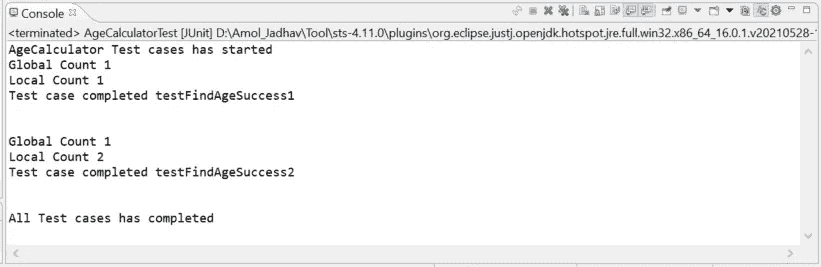 Console
<terminated> AgeCalculatorTest [JUnit] D:\Amol_Jadhav\Tool\sts-4.11.0\plugins\org.eclipse.justj.openjdk.hotspot.jre.full.win32.x86_64_16.0.1.v20210528-1
AgeCalculator Test cases has started
Global Count 1
Local Count 1
Test case completed testFindAgeSuccess1
Global Count 1
Local Count 2
Test case completed testFindAgeSuccess2
All Test cases has completed